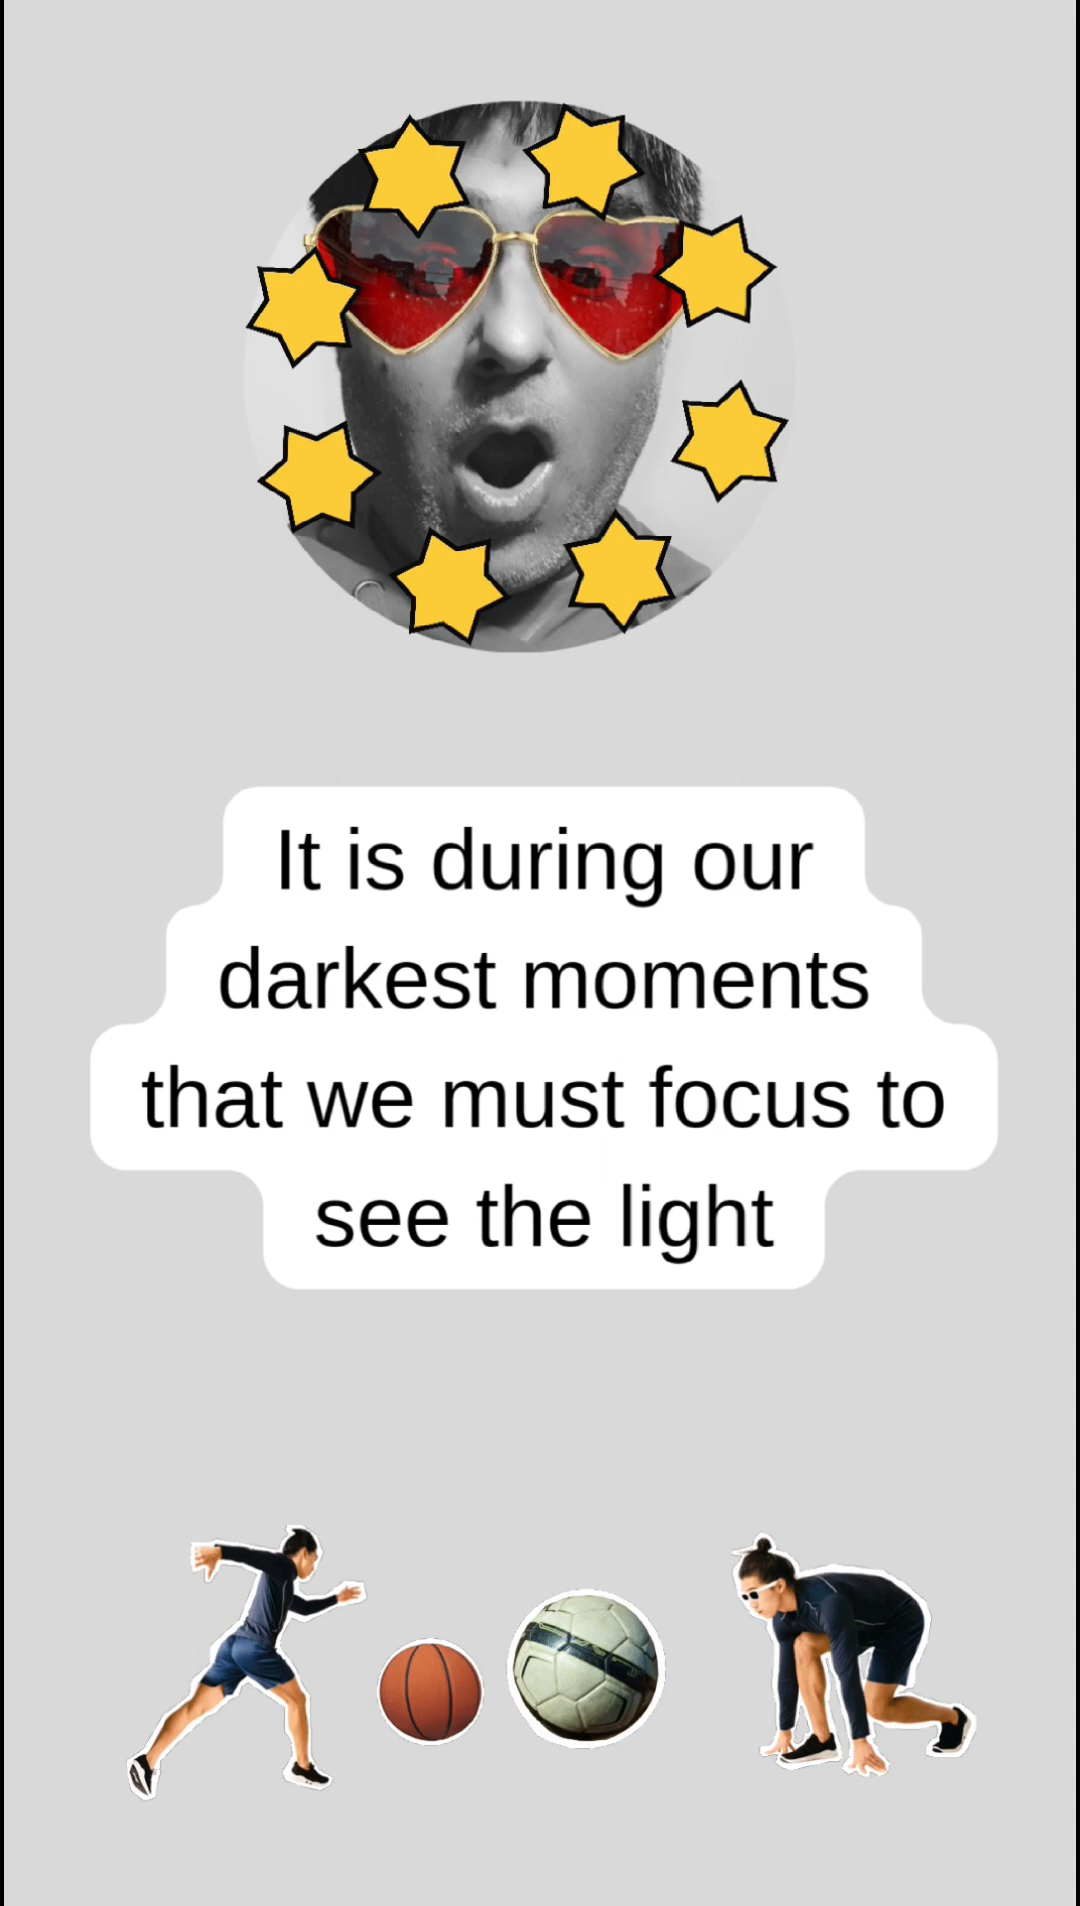 It is during our
darkest moments
that we must focus to
see the light